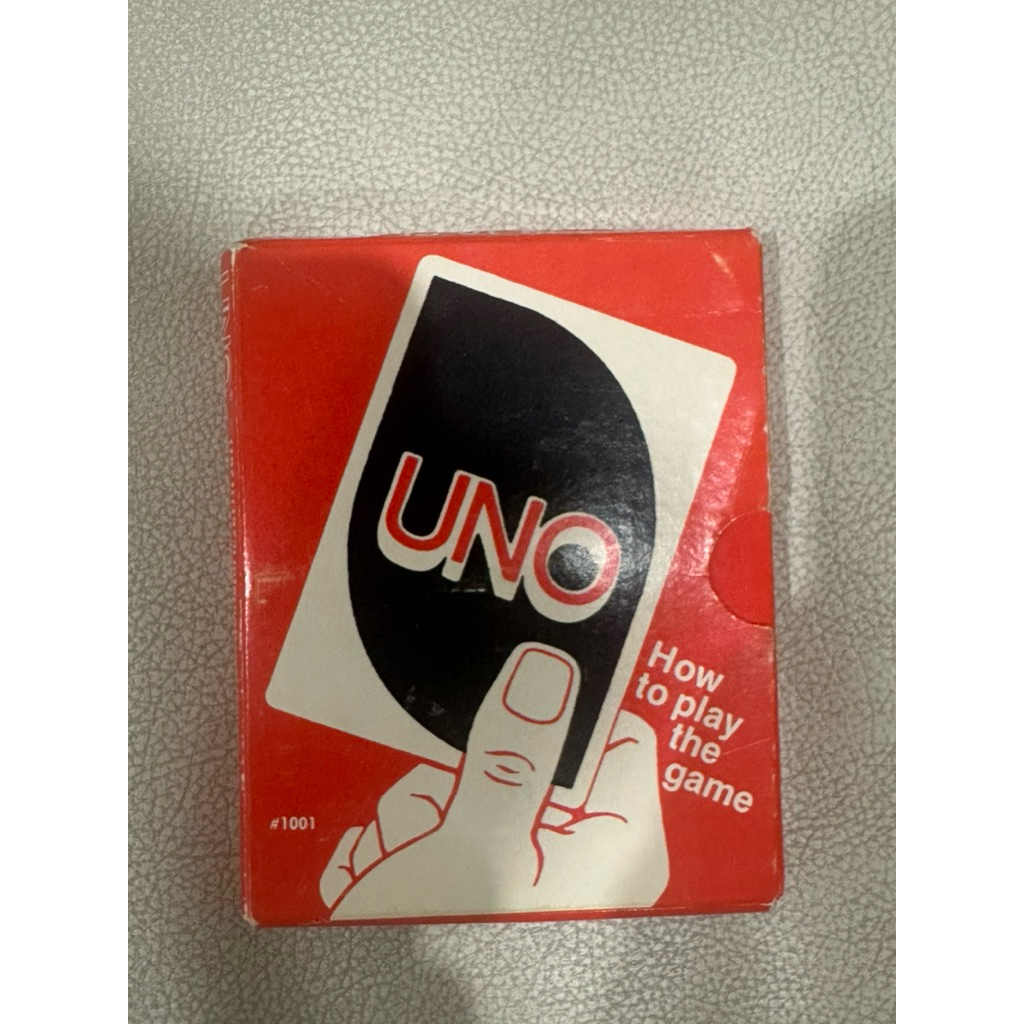 UNO
How
to play
the
game
#1001